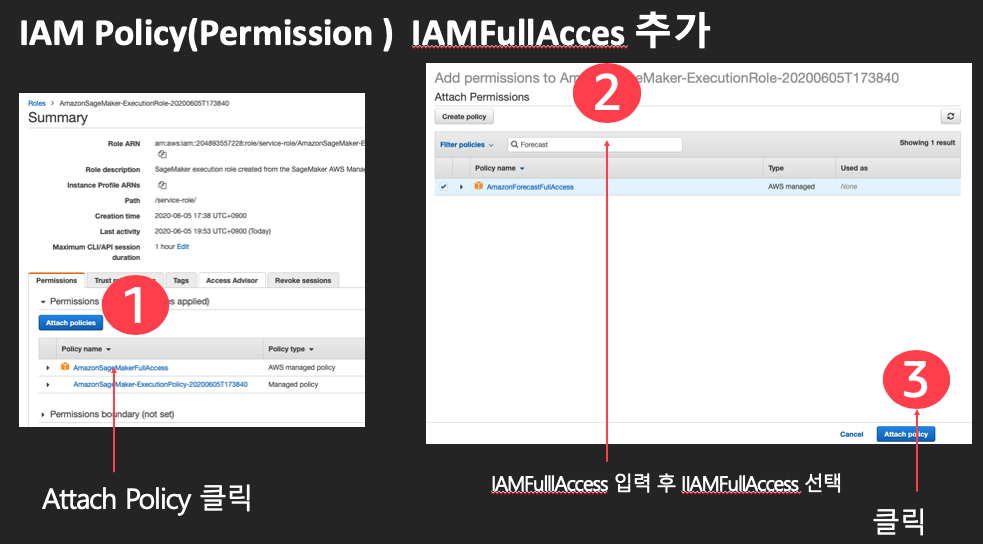 IAM Policy(Permission ) IAMFullAcces 추가
Roles > AmazonSageMaker-ExecutionRole-20200605T173840
Summary
Role ARN arn:aws:iam::204893557228:role/service-role/AmazonSageMaker-E
Role description SageMaker execution role created from the SageMaker AWS Manag
Instance Profile ARNs
Path /service-role/
Creation time 2020-06-05 17:38 UTC+0900
Last activity 2020-06-05 19:53 UTC+0900 (Today)
Maximum CLI/API session duration 1 hour Edit
Permissions Trust Tags Access Advisor Revoke sessions
Permissions es applied)
1
Attach policies
Policy name Policy type
AmazonSageMakerFullAccess AWS managed policy
AmazonSageMaker-ExecutionPolicy-20200605T173840 Managed policy
Permissions boundary (not set)
Attach Policy 클릭
Add permissions to Am geMaker-ExecutionRole-20200605T173840
Attach Permissions
2
Create policy
Filter policies Forecast Showing 1 result
Policy name Type Used as
AmazonForecastFullAccess AWS managed None
3
Cancel Attach policy
IAMFulllAccess 입력 후 IIAMFullAccess 선택
클릭